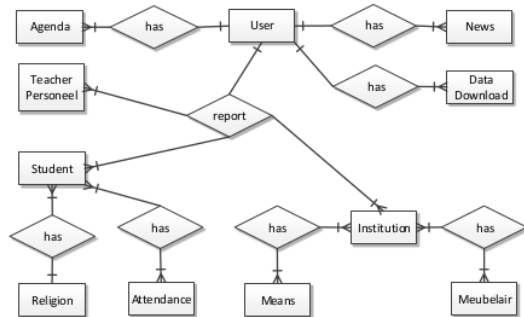 Agenda
has
User
has
News
Teacher
Personeel
has
Data
Download
report
Student
has
has
has
Institution
has
Religion
Attendance
Means
Meubelair